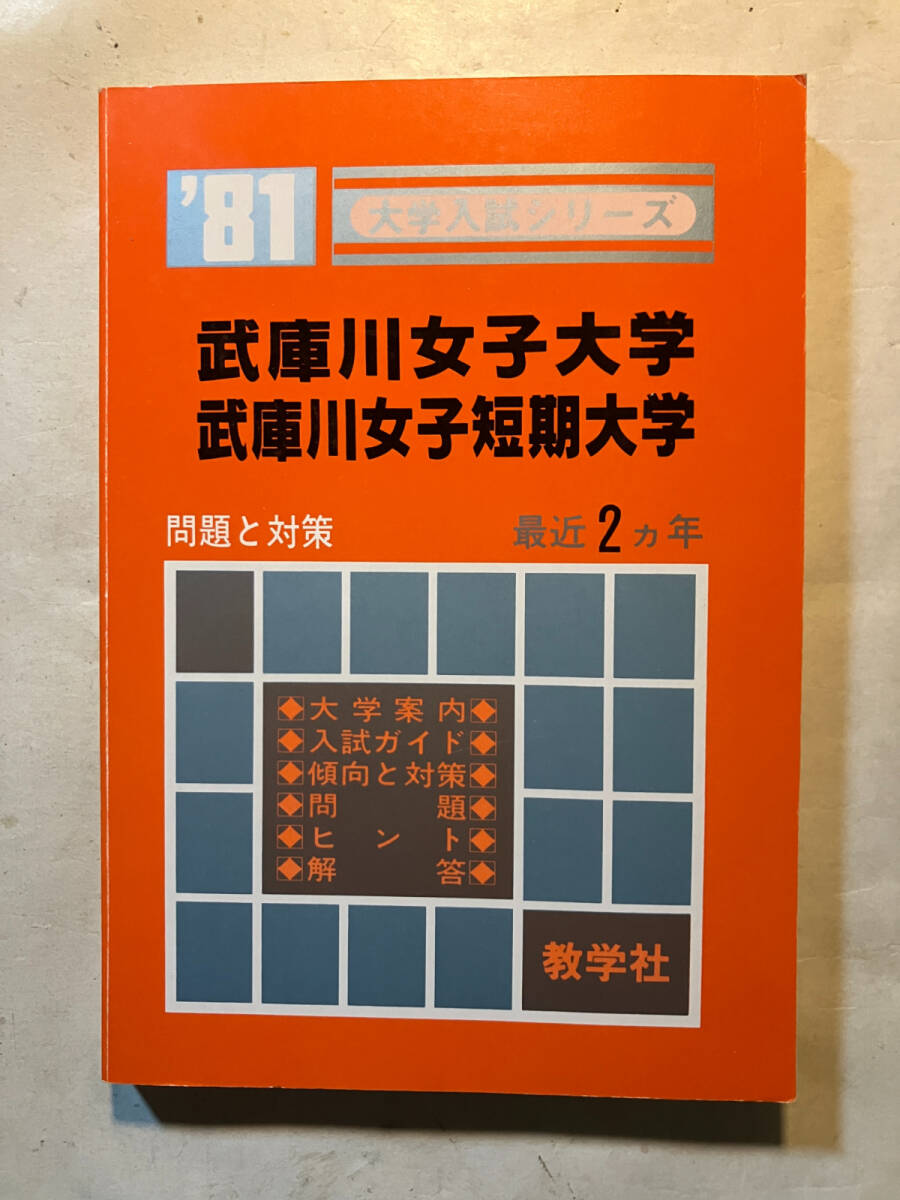 '81 大学入試シリーズ
武庫川女子大学
武庫川女子短期大学
問題と対策 最近2ヵ年
◆大学案内◆
◆入試ガイド◆
◆傾向と対策◆
◆問題◆
◆ヒント◆
◆解答◆
教学社